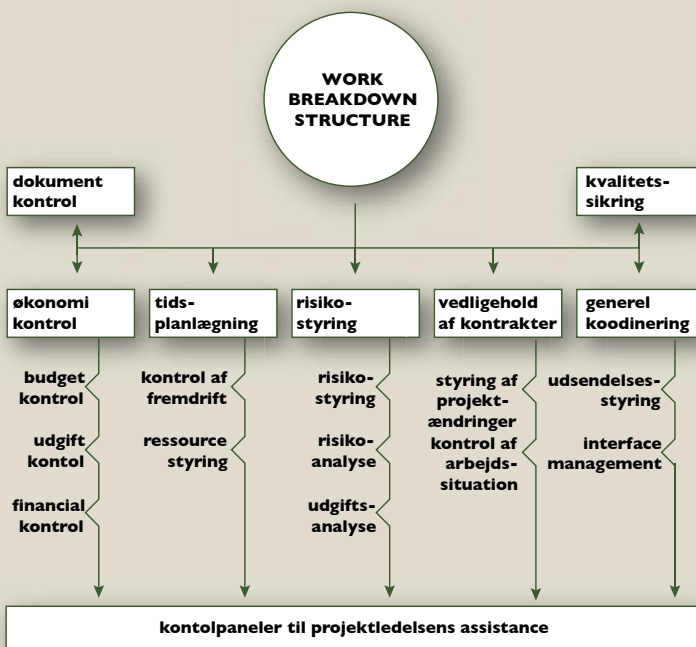 WORK
BREAKDOWN
STRUCTURE
dokument
kontrol
kvalitets-
sikring
økonomi
kontrol
tids-
planlægning
risiko-
styring
vedligehold
af kontrakter
generel
koodinering
budget
kontrol
udgift
kontol
financial
kontrol
kontrol af
fremdrift
ressource
styring
risiko-
styring
risiko-
analyse
udgifts-
analyse
styring af
projekt-
ændringer
kontrol af
arbejds-
situation
udsendelses-
styring
interface
management
kontolpaneler til projektledelsens assistance